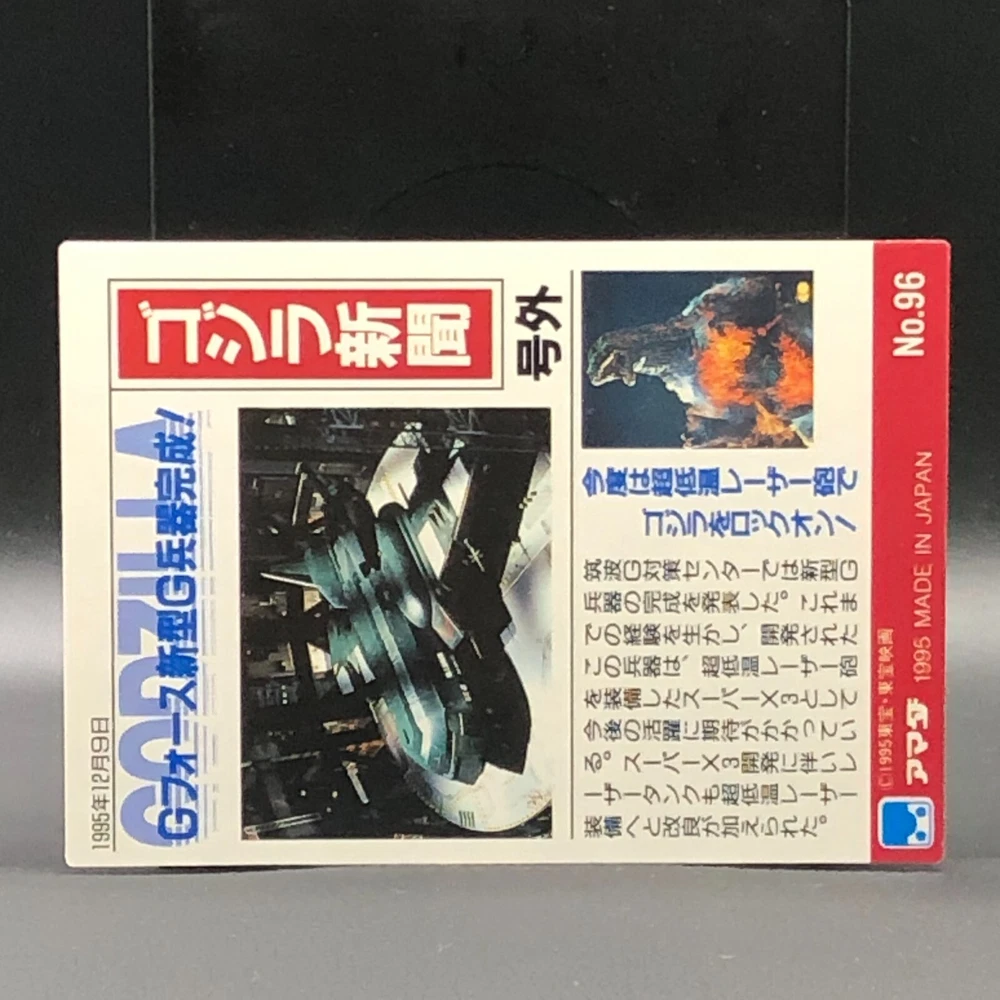 1995年12月9日
GODZILLA
Gフォース新型G兵器完成!
ゴジラ新聞
号外
今度は超低温レーザー砲で
ゴジラをロックオン!
筑波G対策センターでは新型G
兵器の完成を発表した。これま
での経験を生かし、開発された
この兵器は、超低温レーザー砲
を装備したスーパーX3として
今後の活躍に期待がかかってい
る。スーパーX3開発に伴いレ
ーザータンクも超低温レーザー
装備へと改良が加えられた。
©1995東宝・東宝映画
アマダ 1995 MADE IN JAPAN
No.96